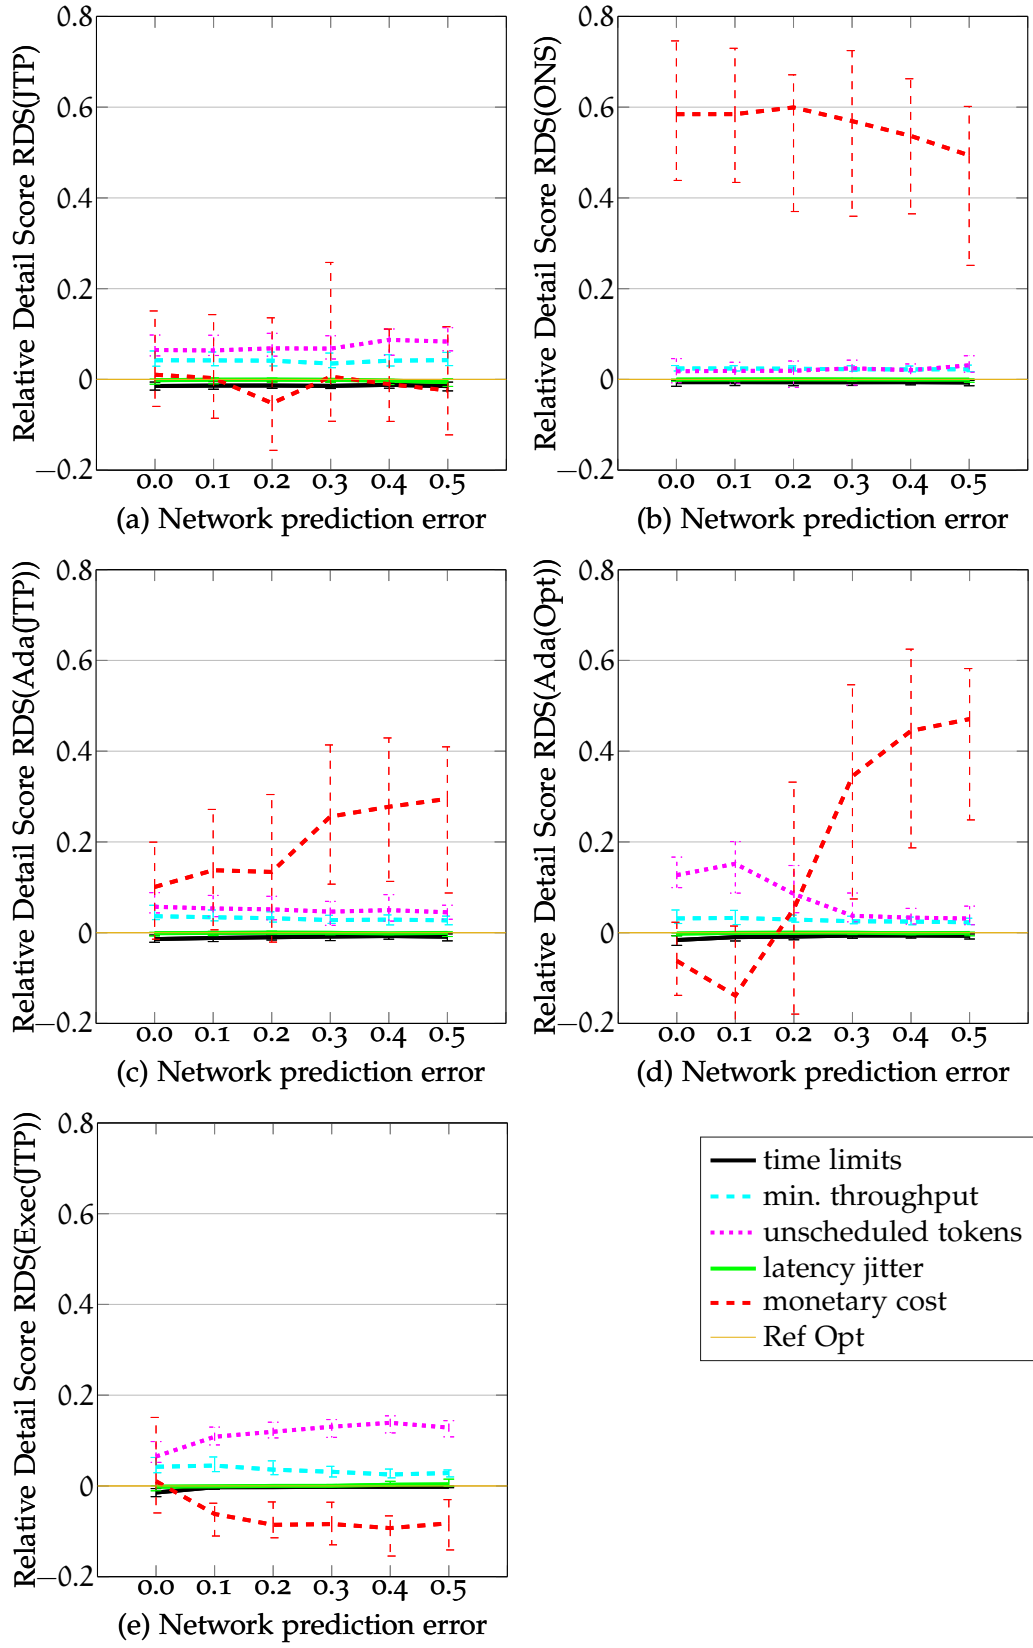 Relative Detail Score RDS(JTP)
0.8
0.6
0.4
0.2
0
−0.2
0.0 0.1 0.2 0.3 0.4 0.5
(a) Network prediction error
Relative Detail Score RDS(ONS)
0.8
0.6
0.4
0.2
0
−0.2
0.0 0.1 0.2 0.3 0.4 0.5
(b) Network prediction error
Relative Detail Score RDS(Ada(JTP))
0.8
0.6
0.4
0.2
0
−0.2
0.0 0.1 0.2 0.3 0.4 0.5
(c) Network prediction error
Relative Detail Score RDS(Ada(Opt))
0.8
0.6
0.4
0.2
0
−0.2
0.0 0.1 0.2 0.3 0.4 0.5
(d) Network prediction error
Relative Detail Score RDS(Exec(JTP))
0.8
0.6
0.4
0.2
0
−0.2
0.0 0.1 0.2 0.3 0.4 0.5
(e) Network prediction error
time limits
min. throughput
unscheduled tokens
latency jitter
monetary cost
Ref Opt